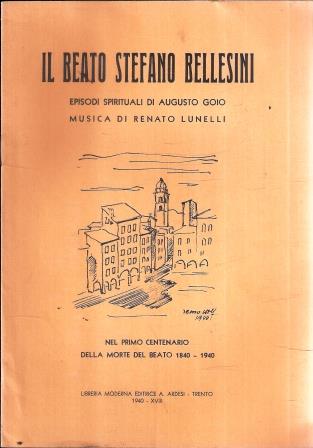 IL BEATO STEFANO BELLESINI
EPISODI SPIRITUALI DI AUGUSTO GOIO
MUSICA DI RENATO LUNELLI
NEL PRIMO CENTENARIO
DELLA MORTE DEL BEATO 1840 - 1940
LIBRERIA MODERNA EDITRICE A. ARDESI - TRENTO
1940 - XVIII